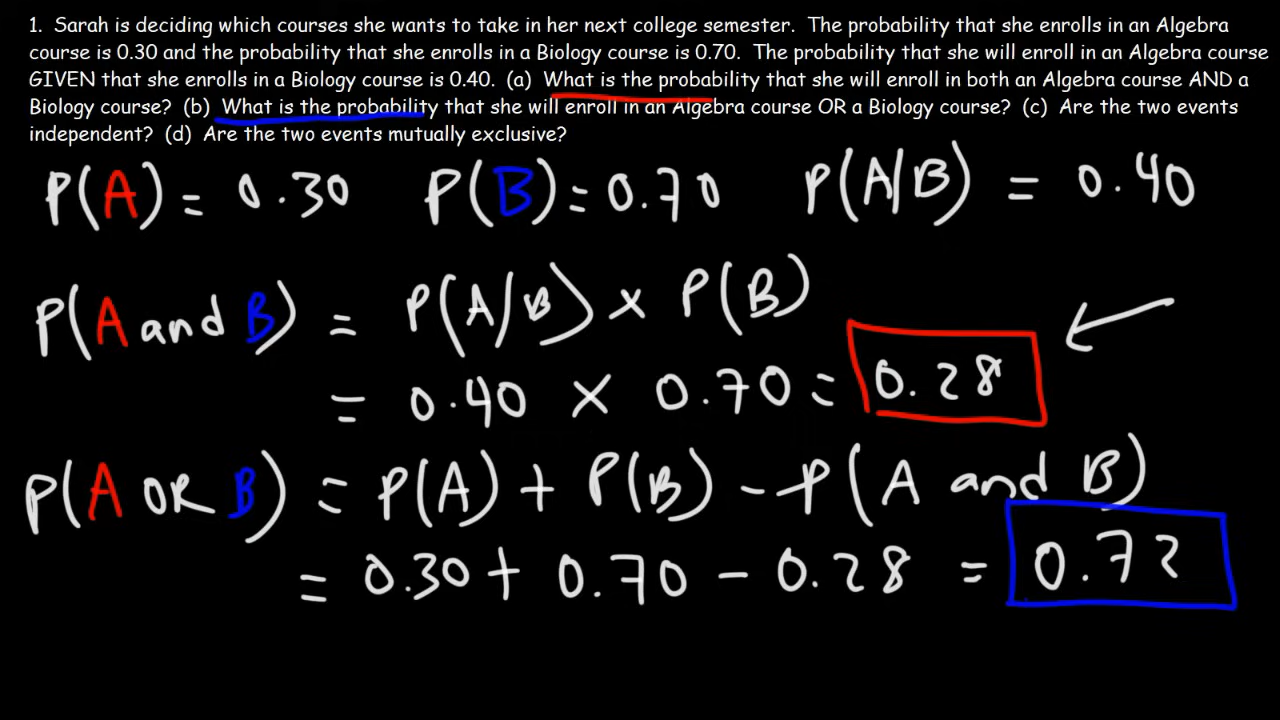 1. Sarah is deciding which courses she wants to take in her next college semester. The probability that she enrolls in an Algebra
course is 0.30 and the probability that she enrolls in a Biology course is 0.70. The probability that she will enroll in an Algebra course
GIVEN that she enrolls in a Biology course is 0.40. (a) What is the probability that she will enroll in both an Algebra course AND a
Biology course? (b) What is the probability that she will enroll in an Algebra course OR a Biology course? (c) Are the two events
independent? (d) Are the two events mutually exclusive?
P(A) = 0.30 P(B) = 0.70 P(A/B) = 0.40
P(A and B) = P(A/B) × P(B)
= 0.40 × 0.70 = 0.28
P(A OR B) = P(A) + P(B) - P(A and B)
= 0.30 + 0.70 - 0.28 = 0.72